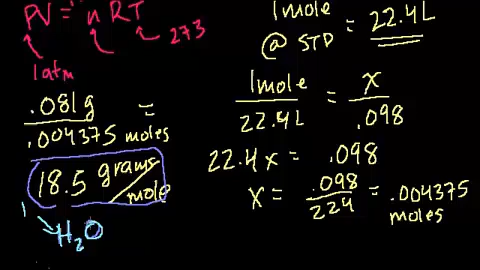 PV = nRT
273
1atm
.081g
.004375 moles
=
18.5 grams/mole
H₂O
1mole @ STP = 22.4L
1mole / 22.4L = x / .098
22.4x = .098
x = .098 / 224 = .004375 moles